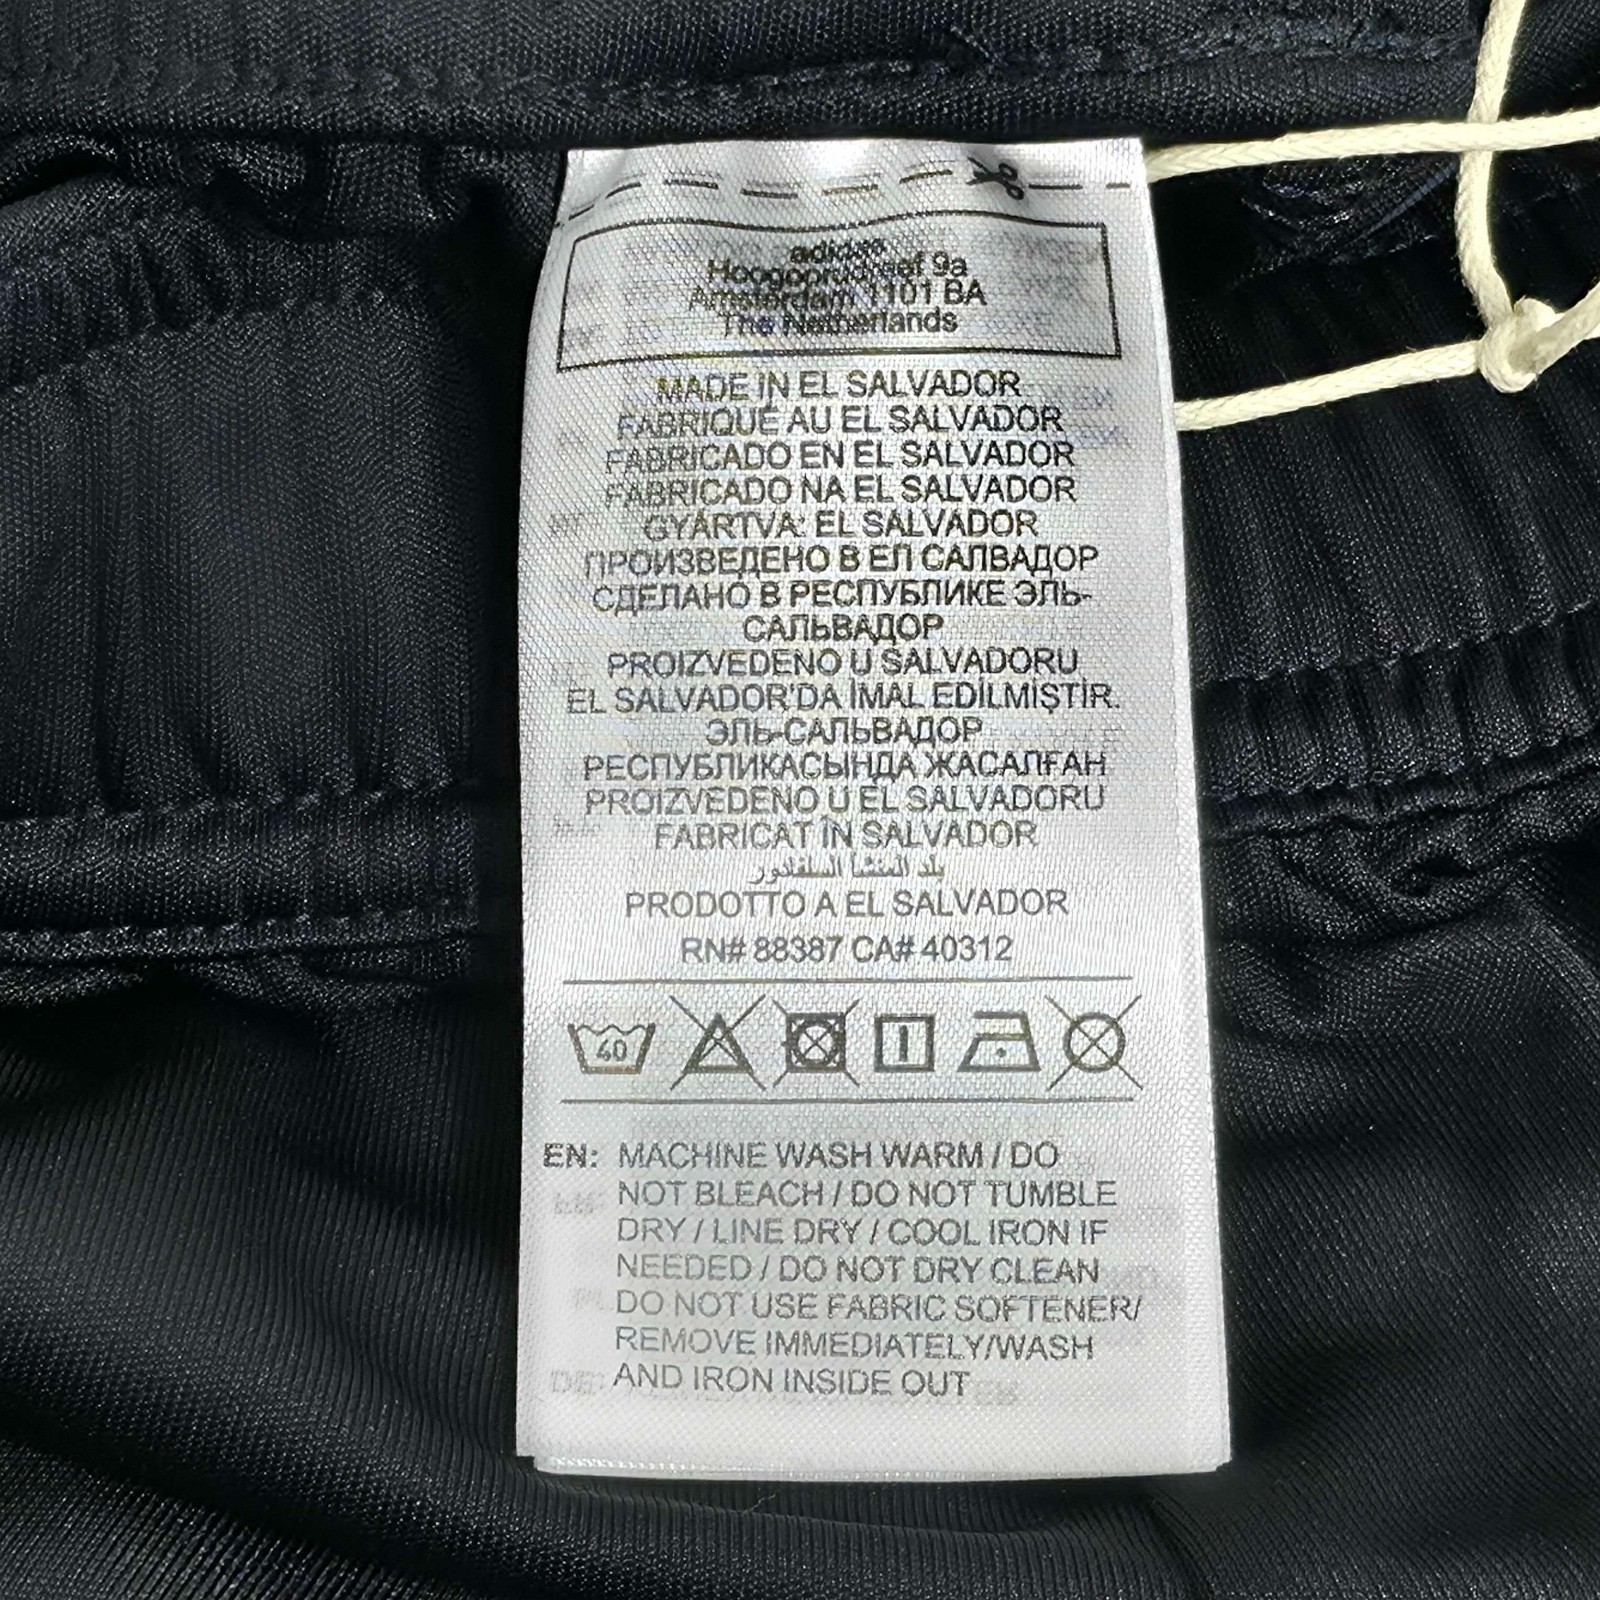 adidas
Hoogoorddreef 9a
Amsterdam 1101 BA
The Netherlands
MADE IN EL SALVADOR
FABRIQUÉ AU EL SALVADOR
FABRICADO EN EL SALVADOR
FABRICADO NA EL SALVADOR
GYÁRTVA: EL SALVADOR
ПРОИЗВЕДЕНО В ЕЛ САЛВАДОР
СДЕЛАНО В РЕСПУБЛИКЕ ЭЛЬ-
САЛЬВАДОР
PROIZVEDENO U SALVADORU
EL SALVADOR'DA İMAL EDİLMİŞTİR.
ЭЛЬ-САЛЬВАДОР
РЕСПУБЛИКАСЫНДА ЖАСАЛҒАН
PROIZVEDENO U EL SALVADORU
FABRICAT ÎN SALVADOR
بلد المنشأ السلفادور
PRODOTTO A EL SALVADOR
RN# 88387 CA# 40312
40
EN: MACHINE WASH WARM / DO
NOT BLEACH / DO NOT TUMBLE
DRY / LINE DRY / COOL IRON IF
NEEDED / DO NOT DRY CLEAN
DO NOT USE FABRIC SOFTENER/
REMOVE IMMEDIATELY/WASH
AND IRON INSIDE OUT